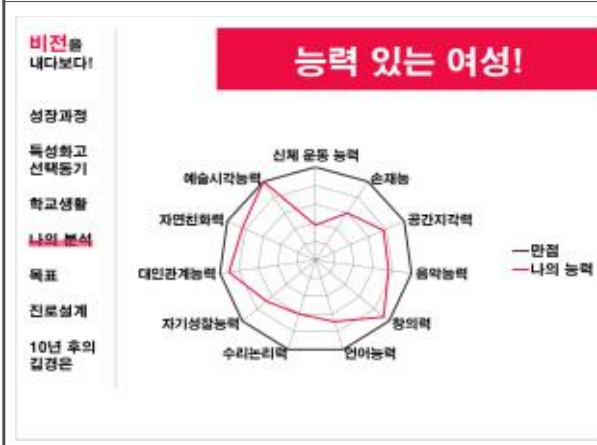 비전을
내다보다!
능력 있는 여성!
성장과정
특성화고
선택동기
학교생활
나의 분석
목표
진로설계
10년 후의
김경은
신체 운동 능력
손재능
공간지각력
음악능력
창의력
언어능력
수리논리력
자기성찰능력
대인관계능력
자연친화력
예술시각능력
만점
나의 능력